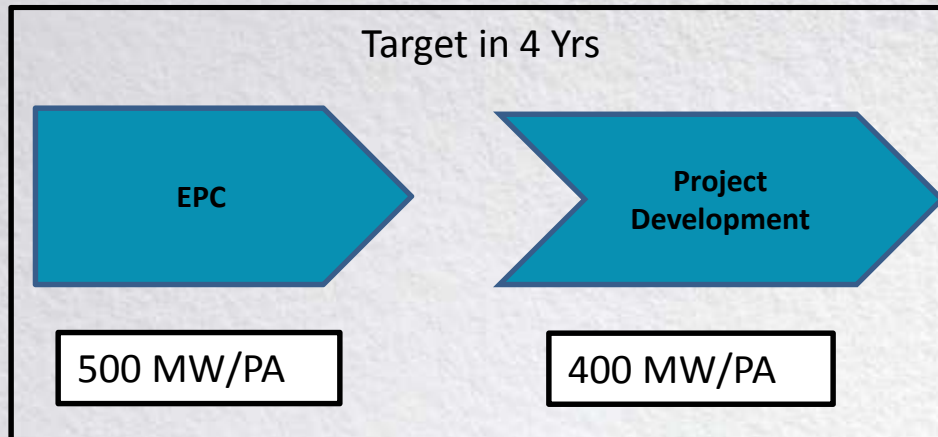 Target in 4 Yrs
EPC
Project
Development
500 MW/PA
400 MW/PA